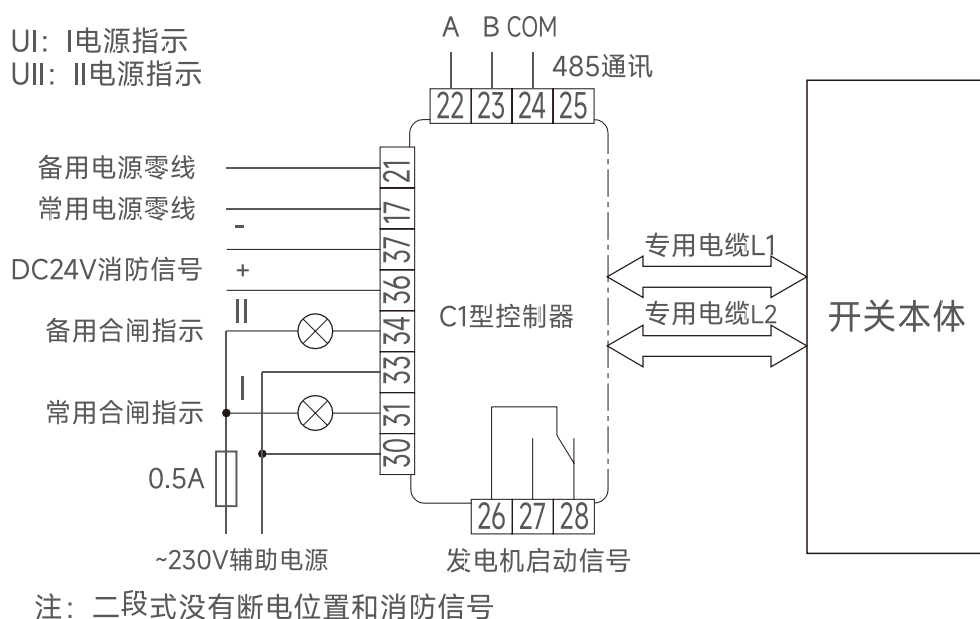 UI：I电源指示
UII：II电源指示
A B COM
485通讯
22 23 24 25
备用电源零线
21
常用电源零线
17
-
37
DC24V消防信号
+
36
II
备用合闸指示
34
33
I
常用合闸指示
31
30
0.5A
~230V辅助电源
C1型控制器
专用电缆L1
专用电缆L2
开关本体
26 27 28
发电机启动信号
注：二段式没有断电位置和消防信号